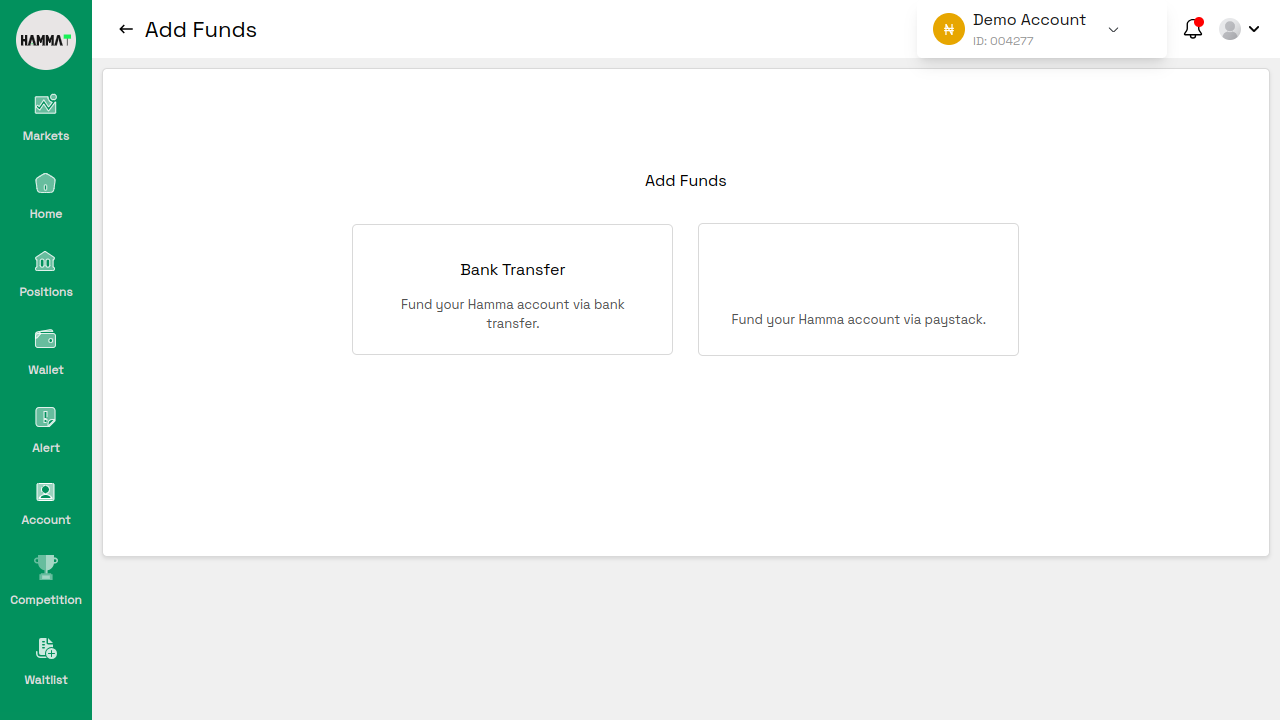 HAMMA
Add Funds
₦
Demo Account
ID: 004277
Markets
Home
Positions
Wallet
Alert
Account
Competition
Waitlist
Add Funds
Bank Transfer
Fund your Hamma account via bank
transfer.
Fund your Hamma account via paystack.